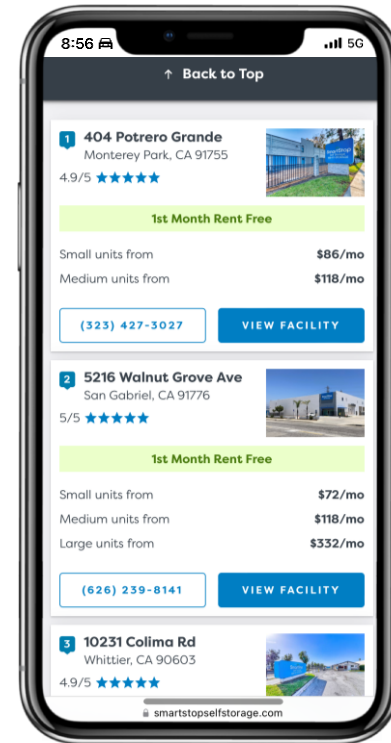 8:56
5G
↑ Back to Top
1 404 Potrero Grande
Monterey Park, CA 91755
4.9/5 ★★★★★
1st Month Rent Free
Small units from $86/mo
Medium units from $118/mo
(323) 427-3027 VIEW FACILITY
2 5216 Walnut Grove Ave
San Gabriel, CA 91776
5/5 ★★★★★
1st Month Rent Free
Small units from $72/mo
Medium units from $118/mo
Large units from $332/mo
(626) 239-8141 VIEW FACILITY
3 10231 Colima Rd
Whittier, CA 90603
4.9/5 ★★★★★
smartstopselfstorage.com